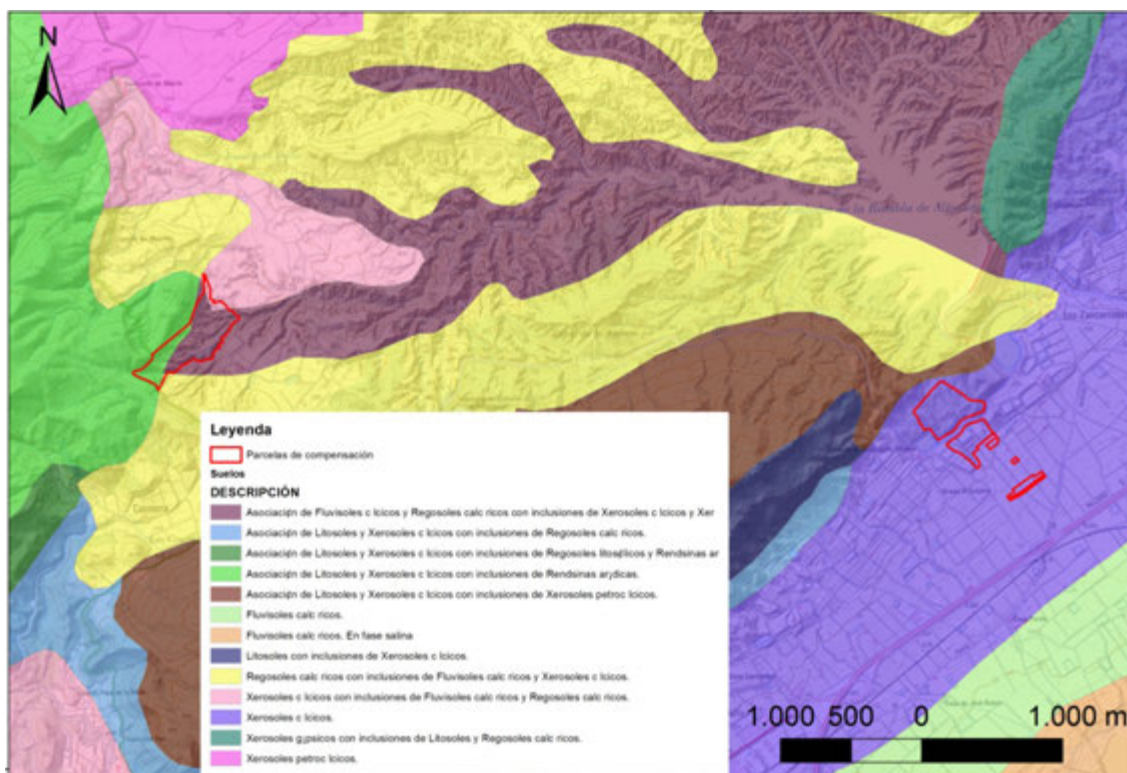 N
la Rambla de
Leyenda
Parcelas de compensación
Suelos
DESCRIPCIÓN
Asociación de Fluvisoles c lcicos y Regosoles calc ricos con inclusiones de Xerosoles c lcicos y Xer
Asociación de Litosoles y Xerosoles c lcicos con inclusiones de Regosoles calc ricos.
Asociación de Litosoles y Xerosoles c lcicos con inclusiones de Regosoles litosólicos y Rendsinas ar
Asociación de Litosoles y Xerosoles c lcicos con inclusiones de Rendsinas arydicas.
Asociación de Litosoles y Xerosoles c lcicos con inclusiones de Xerosoles petroc lcicos.
Fluvisoles calc ricos.
Fluvisoles calc ricos. En fase salina
Litosoles con inclusiones de Xerosoles c lcicos.
Regosoles calc ricos con inclusiones de Fluvisoles calc ricos y Xerosoles c lcicos.
Xerosoles c lcicos con inclusiones de Fluvisoles calc ricos y Regosoles calc ricos.
Xerosoles c lcicos.
Xerosoles gypsicos con inclusiones de Litosoles y Regosoles calc ricos.
Xerosoles petroc lcicos.
1.000 500 0 1.000 m